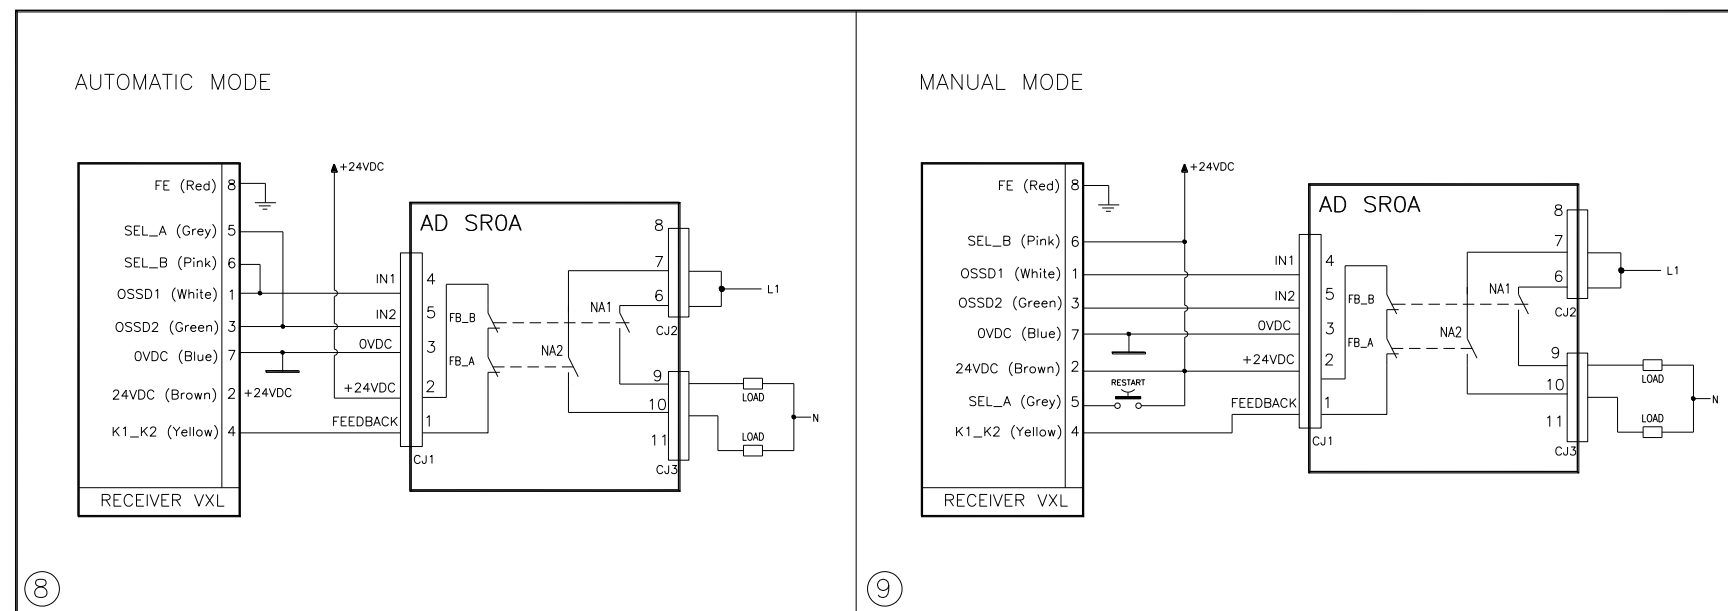 AUTOMATIC MODE
+24VDC
FE (Red) 8
SEL_A (Grey) 5
SEL_B (Pink) 6
OSSD1 (White) 1
OSSD2 (Green) 3
0VDC (Blue) 7
24VDC (Brown) 2 +24VDC
K1_K2 (Yellow) 4
RECEIVER VXL
AD SR0A
IN1 4
IN2 5
0VDC 3
+24VDC 2
FEEDBACK 1
CJ1
FB_B
FB_A
NA1
NA2
8
7
6
CJ2
L1
9
10
11
CJ3
LOAD
LOAD
N
8
MANUAL MODE
+24VDC
FE (Red) 8
SEL_B (Pink) 6
OSSD1 (White) 1
OSSD2 (Green) 3
0VDC (Blue) 7
24VDC (Brown) 2
SEL_A (Grey) 5
K1_K2 (Yellow) 4
RECEIVER VXL
RESTART
AD SR0A
IN1 4
IN2 5
0VDC 3
+24VDC 2
FEEDBACK 1
CJ1
FB_B
FB_A
NA1
NA2
8
7
6
CJ2
L1
9
10
11
CJ3
LOAD
LOAD
N
9